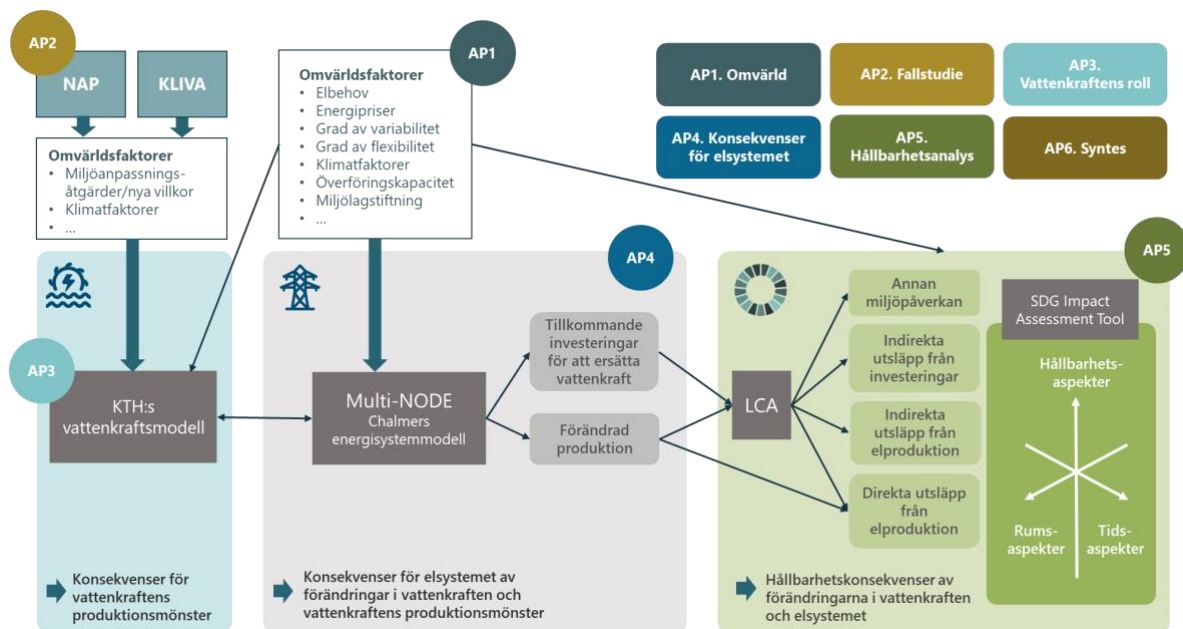 AP2
NAP
KLIVA
Omvärldsfaktorer
• Miljöanpassnings-
åtgärder/nya villkor
• Klimatfaktorer
• ...
AP1
Omvärldsfaktorer
• Elbehov
• Energipriser
• Grad av variabilitet
• Grad av flexibilitet
• Klimatfaktorer
• Överföringskapacitet
• Miljölagstiftning
• ...
AP1. Omvärld
AP2. Fallstudie
AP3.
Vattenkraftens
roll
AP4. Konsekvenser
för elsystemet
AP5.
Hållbarhetsanalys
AP6. Syntes
AP3
KTH:s
vattenkraftsmodell
Konsekvenser för
vattenkraftens
produktionsmönster
AP4
Multi-NODE
Chalmers
energisystemmodell
Tillkommande
investeringar
för att ersätta
vattenkraft
Förändrad
produktion
Konsekvenser för elsystemet av
förändringar i vattenkraften och
vattenkraftens produktionsmönster
AP5
LCA
Annan
miljöpåverkan
Indirekta
utsläpp från
investeringar
Indirekta
utsläpp från
elproduktion
Direkta utsläpp
från
elproduktion
SDG Impact
Assessment Tool
Hållbarhets-
aspekter
Rums-
aspekter
Tids-
aspekter
Hållbarhetskonsekvenser av
förändringarna i vattenkraften
och elsystemet